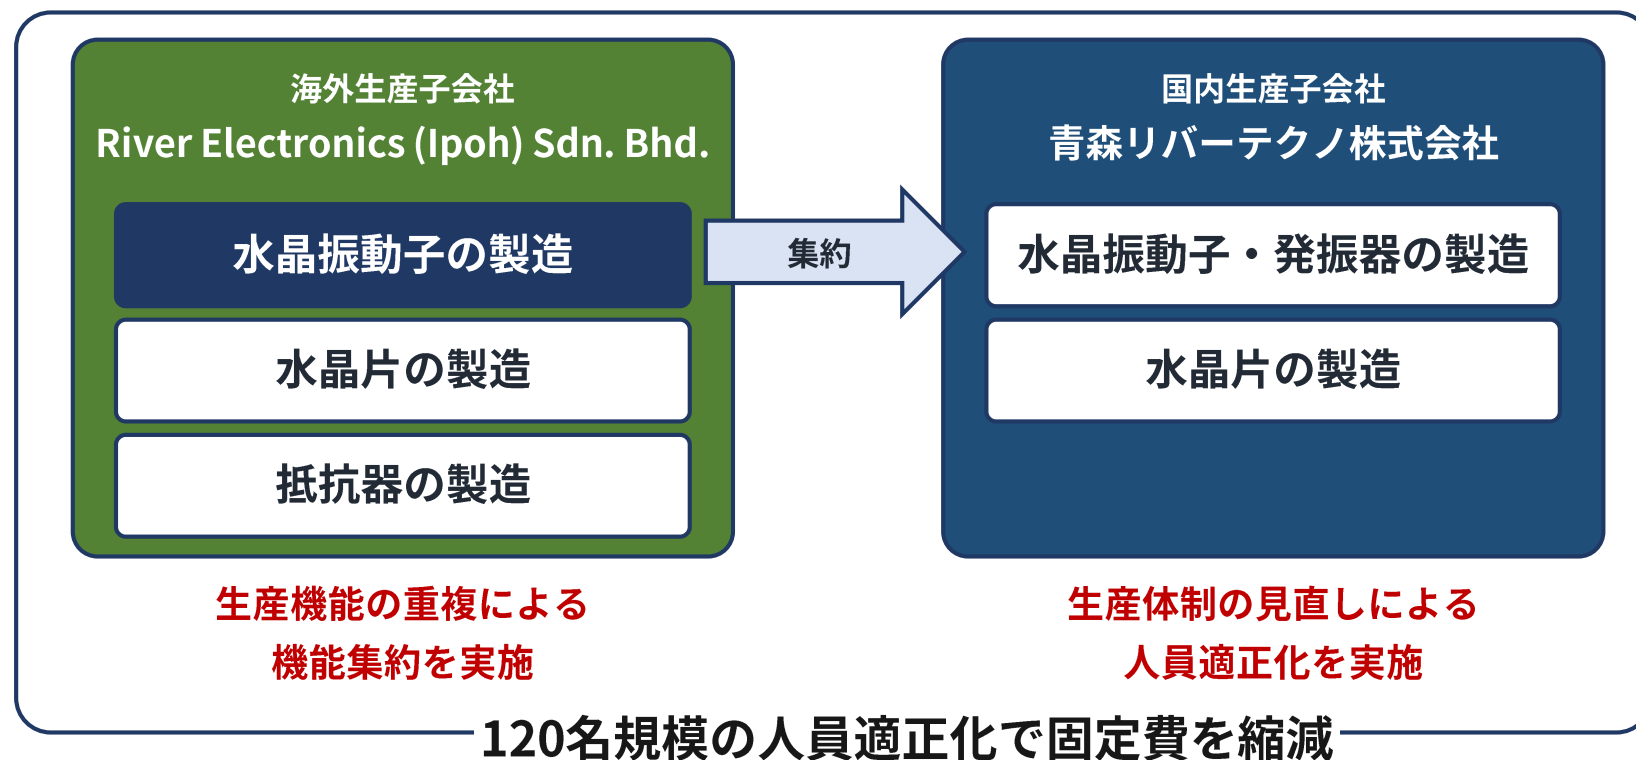 海外生産子会社
River Electronics (Ipoh) Sdn. Bhd.
水晶振動子の製造
水晶片の製造
抵抗器の製造
生産機能の重複による
機能集約を実施
集約
国内生産子会社
青森リバーテクノ株式会社
水晶振動子・発振器の製造
水晶片の製造
生産体制の見直しによる
人員適正化を実施
120名規模の人員適正化で固定費を縮減